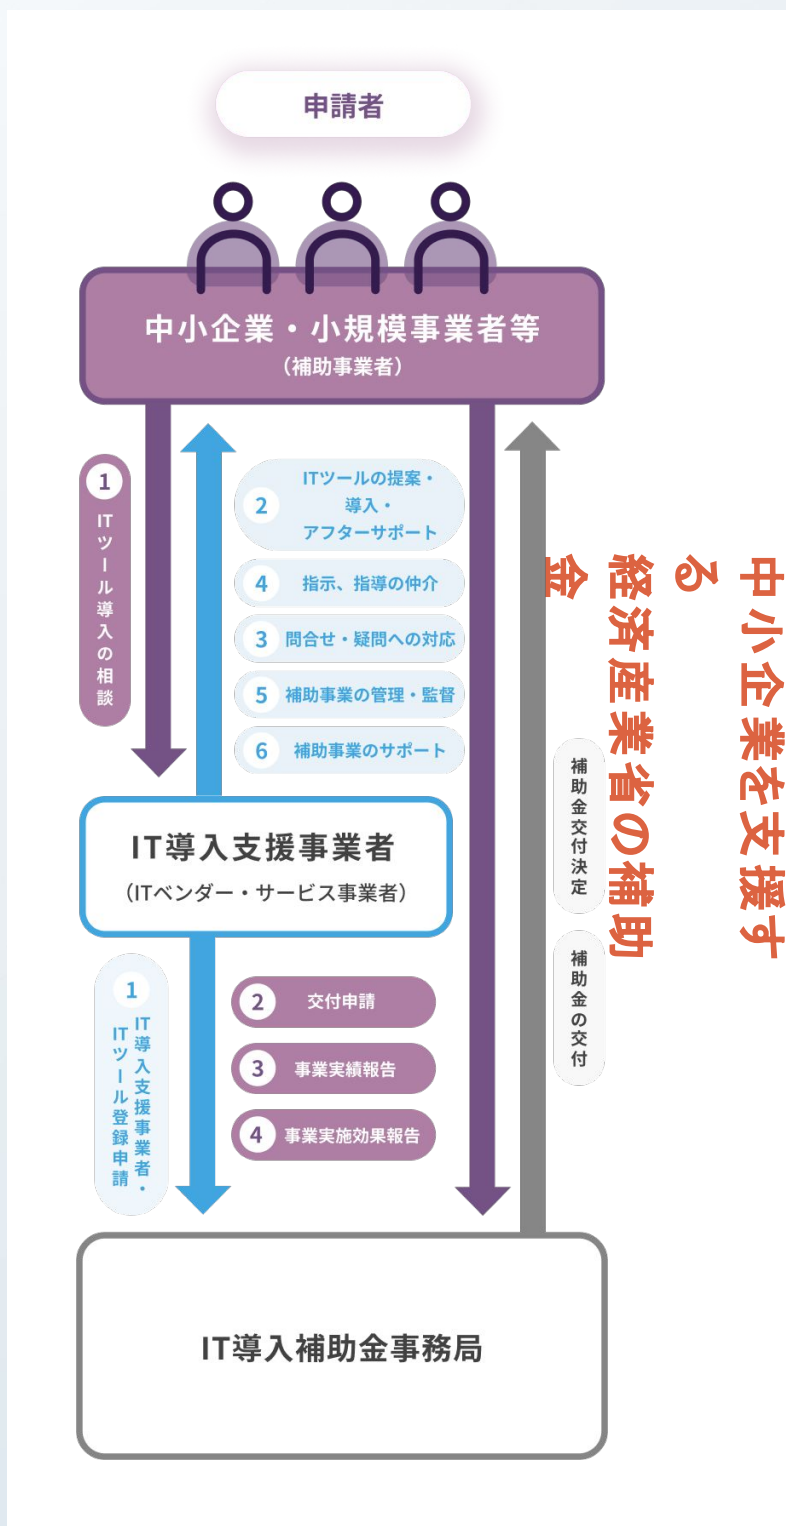 申請者
中小企業・小規模事業者等
（補助事業者）
1
ITツール導入の相談
2
ITツールの提案・
導入・
アフターサポート
4 指示、指導の仲介
3 問合せ・疑問への対応
5 補助事業の管理・監督
6 補助事業のサポート
中小企業を支援す
る
経済産業省の補助
金
補助金交付決定
補助金の交付
IT導入支援事業者
（ITベンダー・サービス事業者）
1
IT導入支援事業者・
ITツール登録申請
2 交付申請
3 事業実績報告
4 事業実施効果報告
IT導入補助金事務局